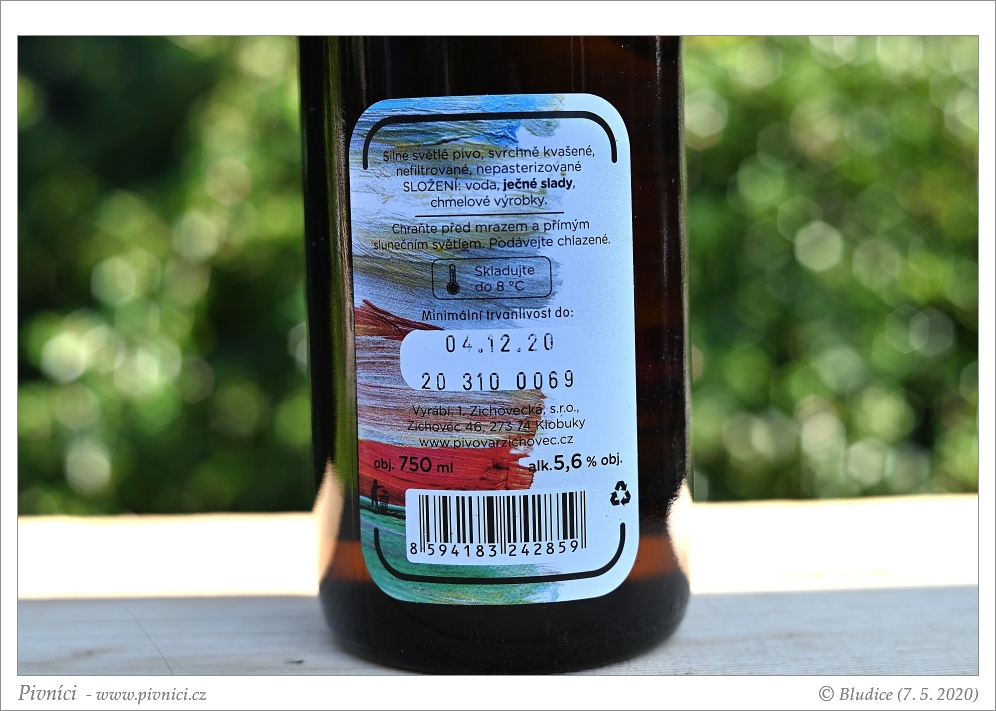 Silné světlé pivo, svrchně kvašené,
nefiltrované, nepasterizované
SLOŽENÍ: voda, ječné slady,
chmelové výrobky.
Chraňte před mrazem a přímým
slunečním světlem. Podávejte chlazené.
Skladujte
do 8 °C
Minimální trvanlivost do:
04.12.20
20 310 0069
Vyrábí: 1. Zichovecká, s.r.o.,
Zichovec 46, 273 74 Klobuky
www.pivovarzichovec.cz
obj. 750 ml alk.5,6 % obj.
8 594183 242859
Pivníci - www.pivnici.cz © Bludice (7. 5. 2020)